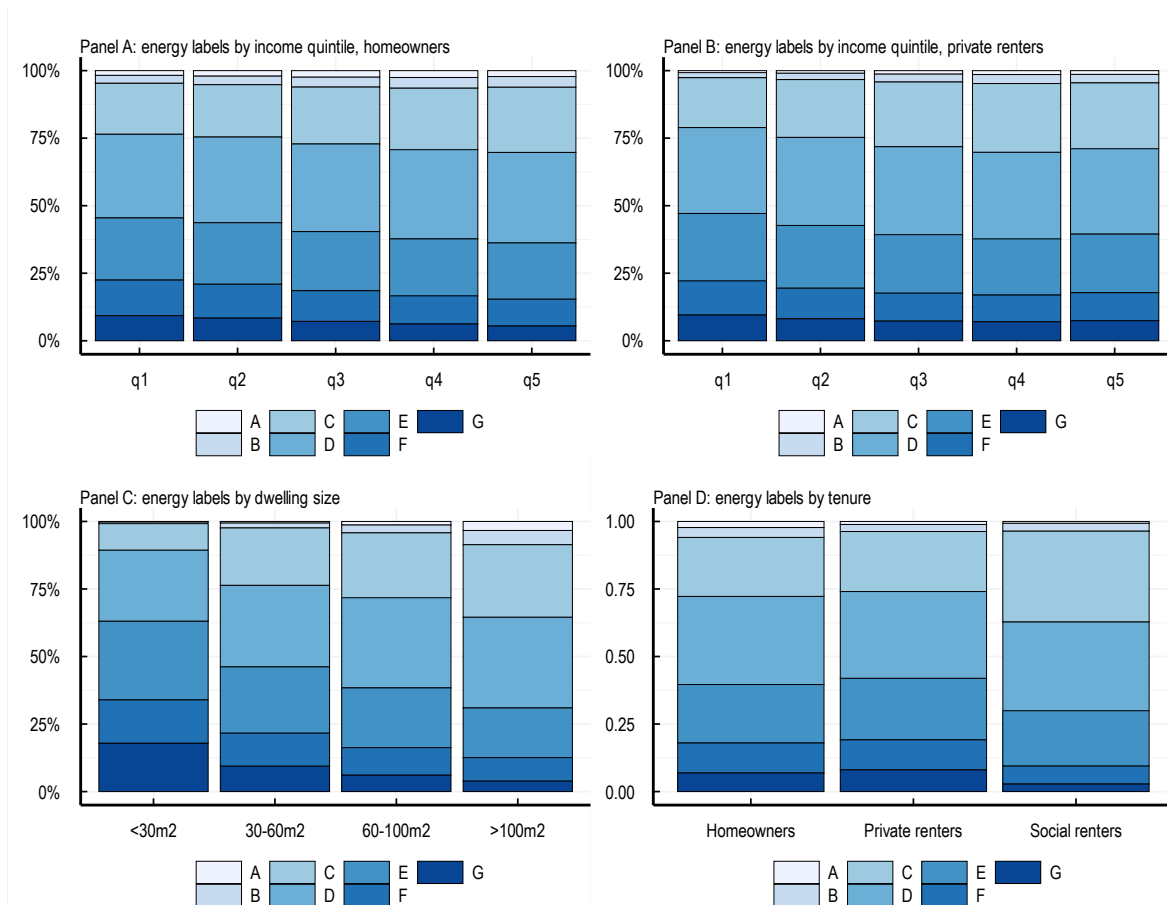 Panel A: energy labels by income quintile, homeowners
100%
75%
50%
25%
0%
q1 q2 q3 q4 q5
A C E G
B D F
Panel B: energy labels by income quintile, private renters
100%
75%
50%
25%
0%
q1 q2 q3 q4 q5
A C E G
B D F
Panel C: energy labels by dwelling size
100%
75%
50%
25%
0%
<30m2 30-60m2 60-100m2 >100m2
A C E G
B D F
Panel D: energy labels by tenure
1.00
0.75
0.50
0.25
0.00
Homeowners Private renters Social renters
A C E G
B D F